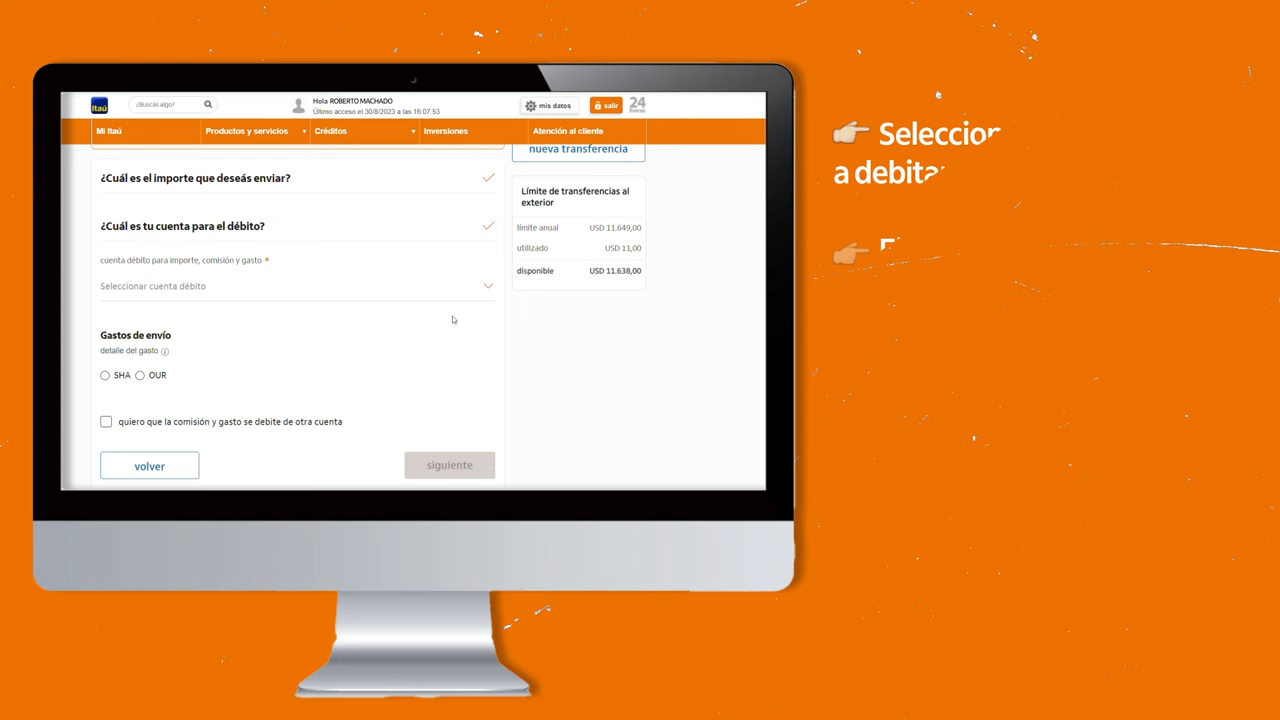 Itaú
¿Buscás algo?
Hola ROBERTO MACHADO
Último acceso el 30/8/2023 a las 16:07:53
mis datos
salir
24
horas
Mi Itaú
Productos y servicios
Créditos
Inversiones
Atención al cliente
nueva transferencia
¿Cuál es el importe que deseás enviar?
¿Cuál es tu cuenta para el débito?
cuenta débito para importe, comisión y gasto *
Seleccionar cuenta débito
Gastos de envío
detalle del gasto
SHA OUR
quiero que la comisión y gasto se debite de otra cuenta
volver
siguiente
Límite de transferencias al
exterior
límite anual USD 11.649,00
utilizado USD 11,00
disponible USD 11.638,00
👉 Seleccion
a debitar
👉